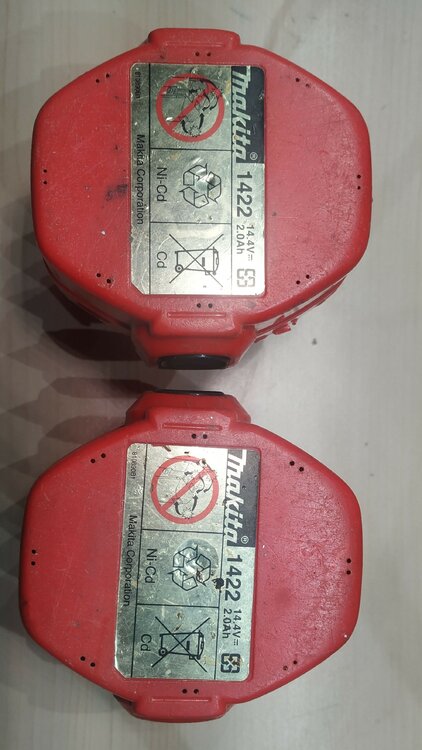 makita®
1422
14.4V
2.0Ah
Ni-Cd
Cd
Makita Corporation
makita®
1422
14.4V
2.0Ah
Ni-Cd
Cd
Makita Corporation